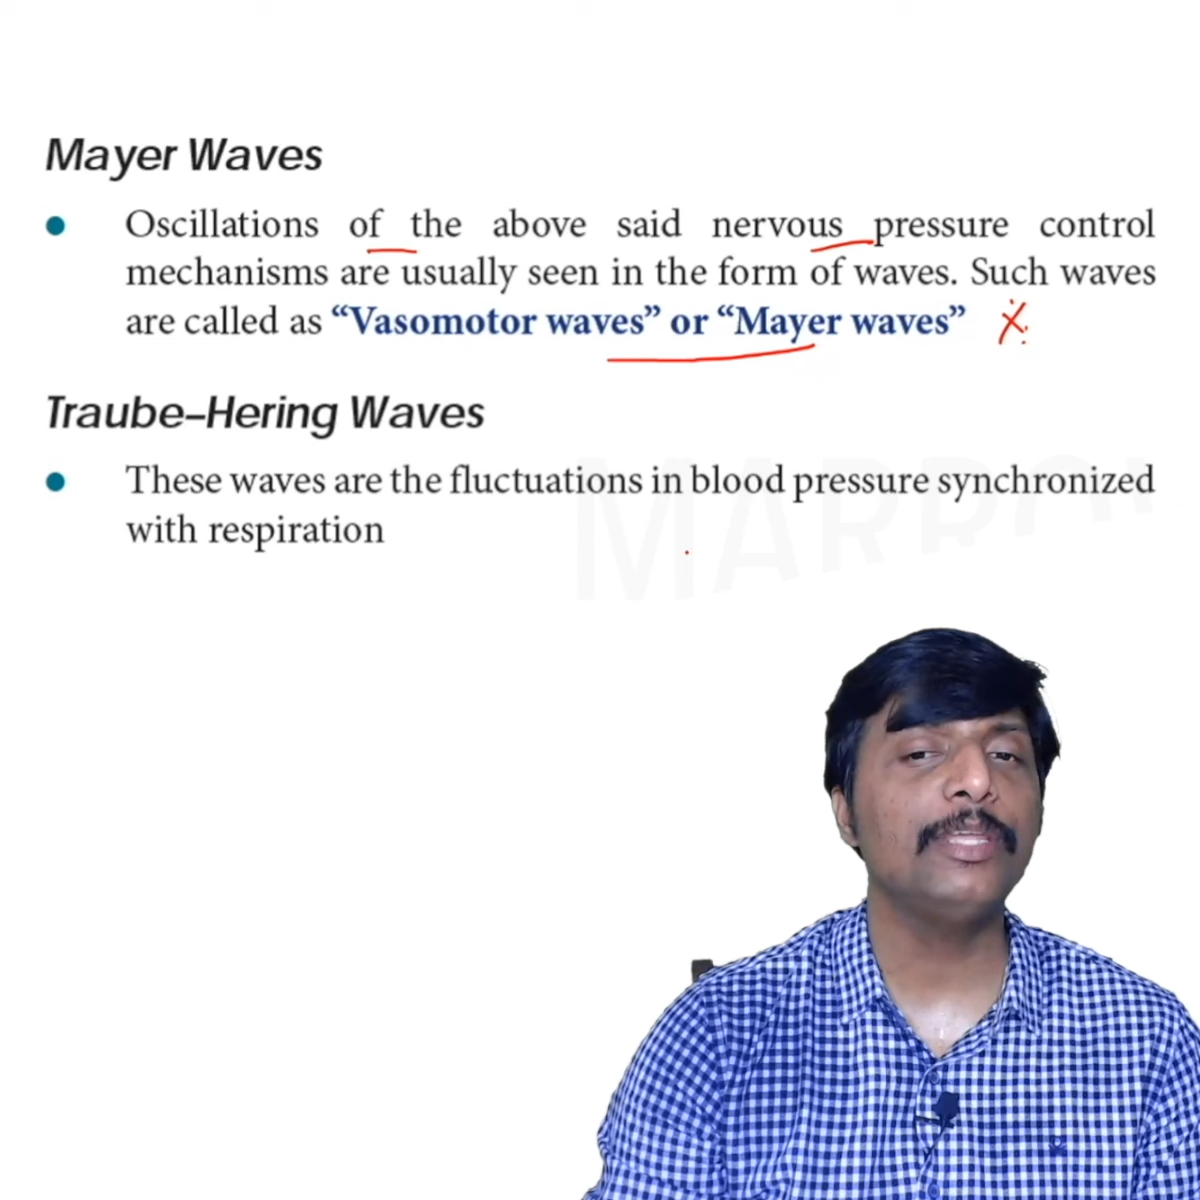 Mayer Waves
● Oscillations of the above said nervous pressure control
mechanisms are usually seen in the form of waves. Such waves
are called as “Vasomotor waves” or “Mayer waves”
Traube–Hering Waves
● These waves are the fluctuations in blood pressure synchronized
with respiration